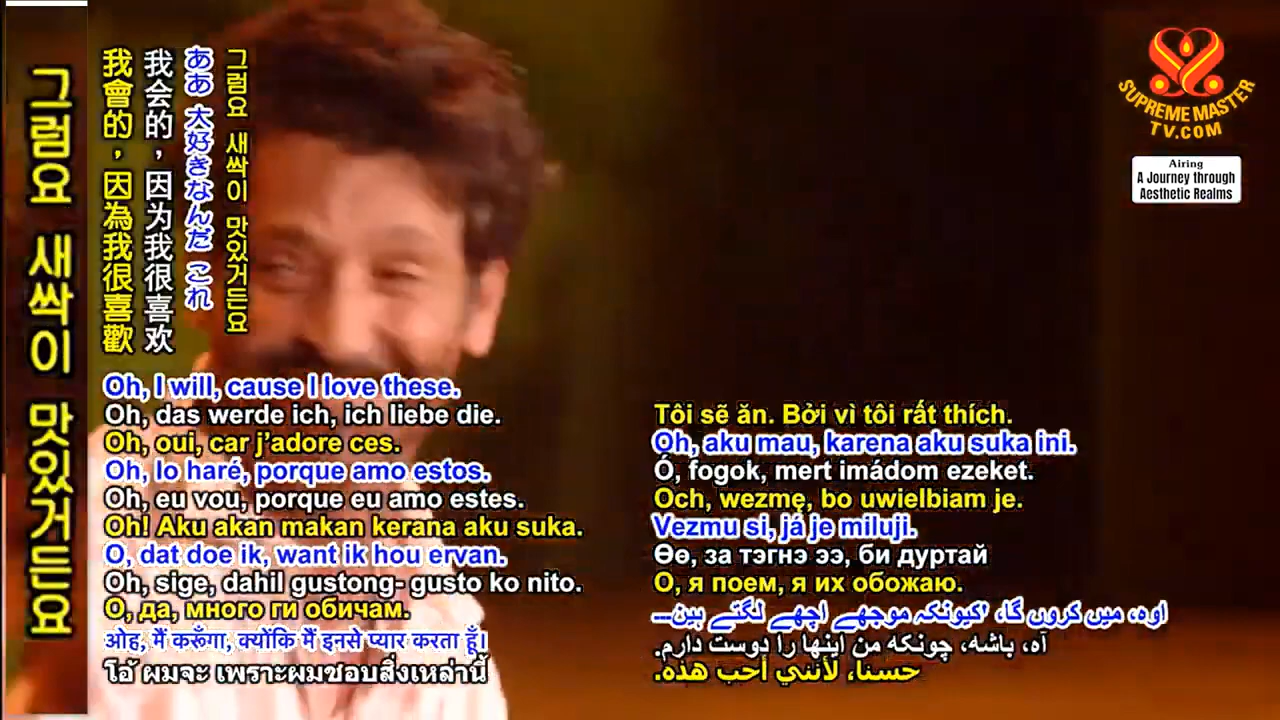 그럼요 새싹이 맛있거든요
我會的，因為我很喜歡
我会的，因为我很喜欢
ああ 大好きなんだ これ
그럼요 새싹이 맛있거든요
SUPREME MASTER
TV.COM
Airing
A Journey through
Aesthetic Realms
Oh, I will, cause I love these.
Oh, das werde ich, ich liebe die.
Oh, oui, car j’adore ces.
Oh, lo haré, porque amo estos.
Oh, eu vou, porque eu amo estes.
Oh! Aku akan makan kerana aku suka.
O, dat doe ik, want ik hou ervan.
Oh, sige, dahil gustong- gusto ko nito.
О, да, много ги обичам.
ओह, मैं करूँगा, क्योंकि मैं इनसे प्यार करता हूँ।
โอ้ ผมจะ เพราะผมชอบสิ่งเหล่านี้
Tôi sẽ ăn. Bởi vì tôi rất thích.
Oh, aku mau, karena aku suka ini.
Ó, fogok, mert imádom ezeket.
Och, wezmę, bo uwielbiam je.
Vezmu si, já je miluji.
Өө, за тэгнэ ээ, би дуртай
О, я поем, я их обожаю.
اوہ، میں کروں گا، 'کیونکہ موجھے اچھے لگتے ہیں...
آه، باشه، چونکه من اینها را دوست دارم.
حسنا، لأنني أحب هذه.